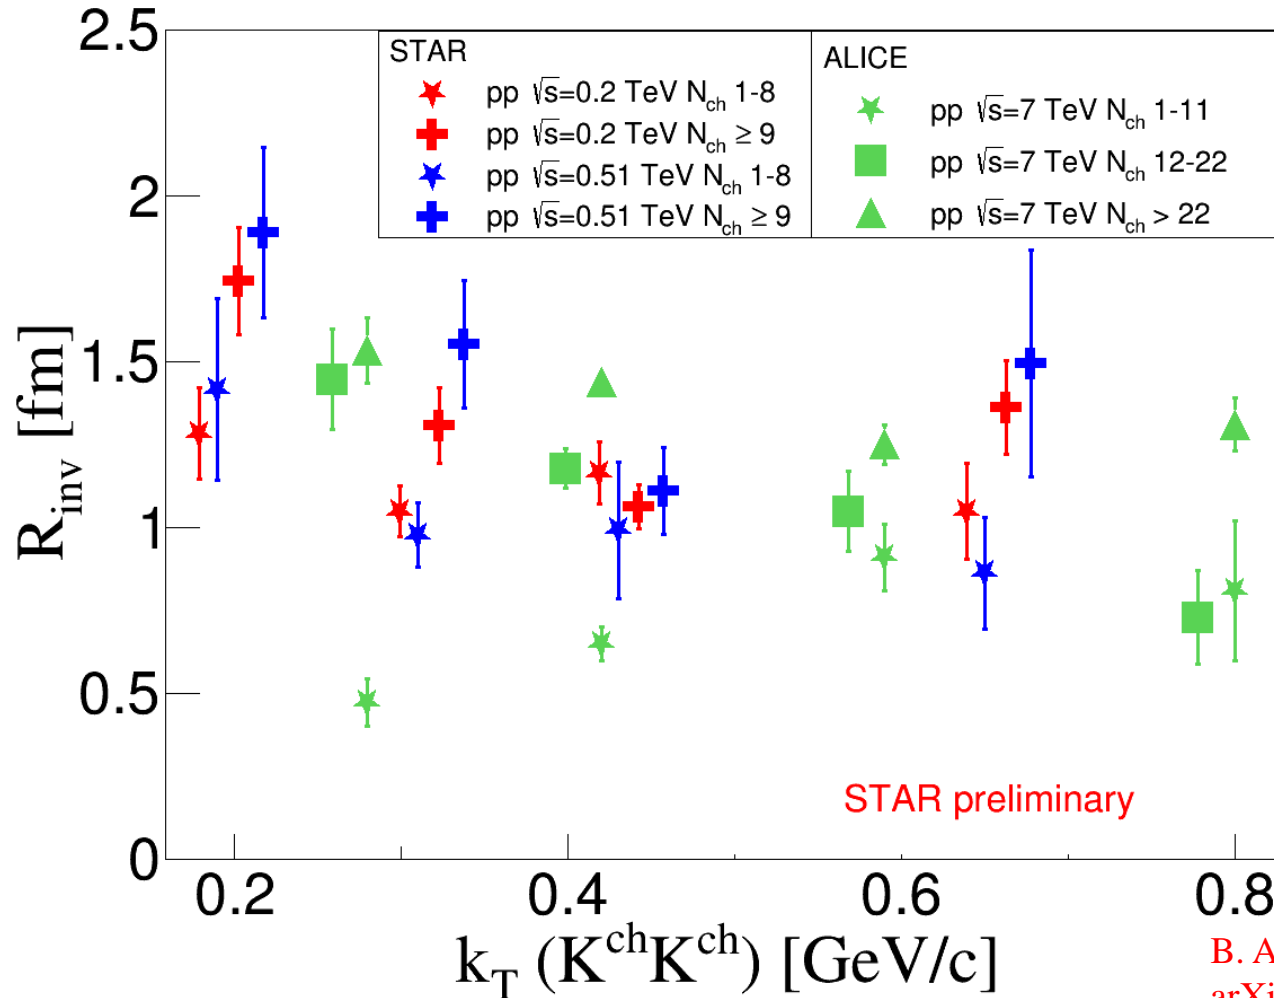 2.5
2
1.5
1
0.5
0
R_inv [fm]
STAR
pp √s=0.2 TeV N_ch 1-8
pp √s=0.2 TeV N_ch ≥ 9
pp √s=0.51 TeV N_ch 1-8
pp √s=0.51 TeV N_ch ≥ 9
ALICE
pp √s=7 TeV N_ch 1-11
pp √s=7 TeV N_ch 12-22
pp √s=7 TeV N_ch > 22
STAR preliminary
0.2 0.4 0.6 0.8
k_T (K^ch K^ch) [GeV/c]
B. A
arXi